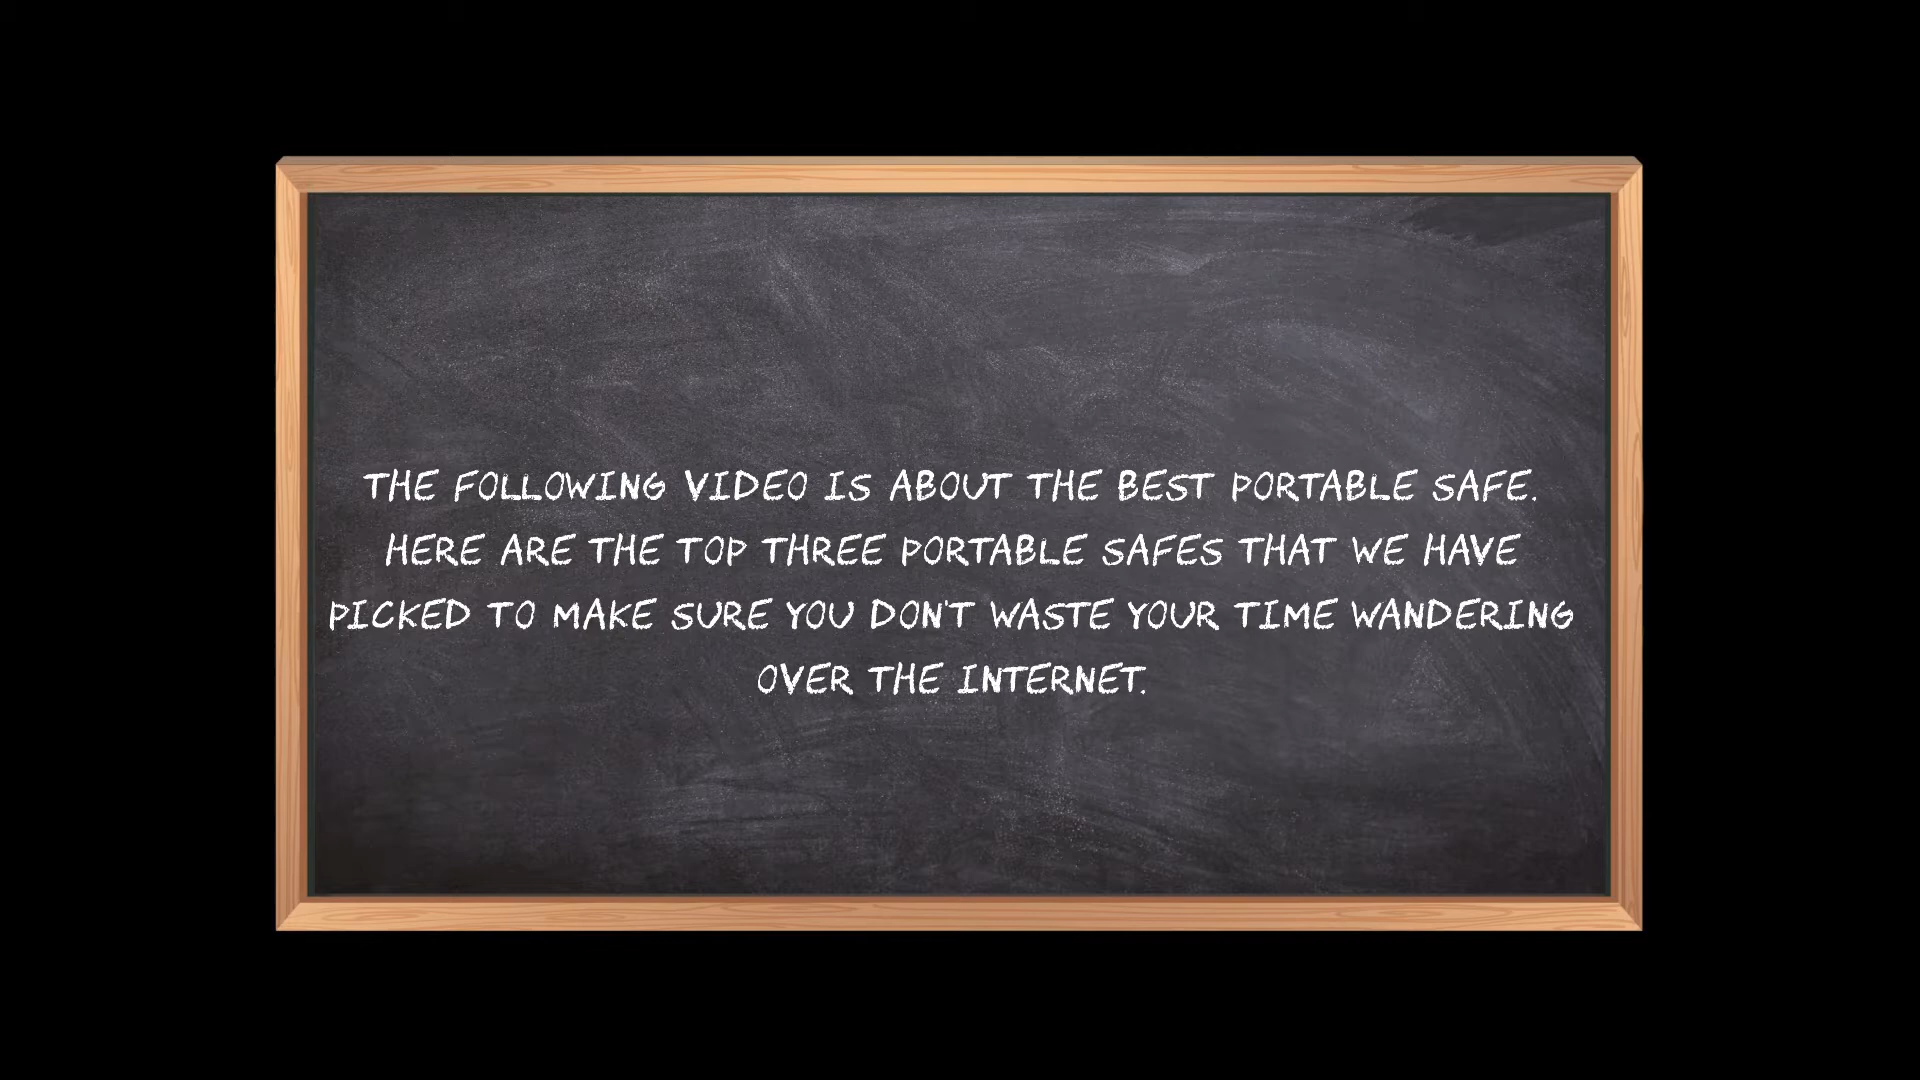 THE FOLLOWING VIDEO IS ABOUT THE BEST PORTABLE SAFE.
HERE ARE THE TOP THREE PORTABLE SAFES THAT WE HAVE
PICKED TO MAKE SURE YOU DON'T WASTE YOUR TIME WANDERING
OVER THE INTERNET.